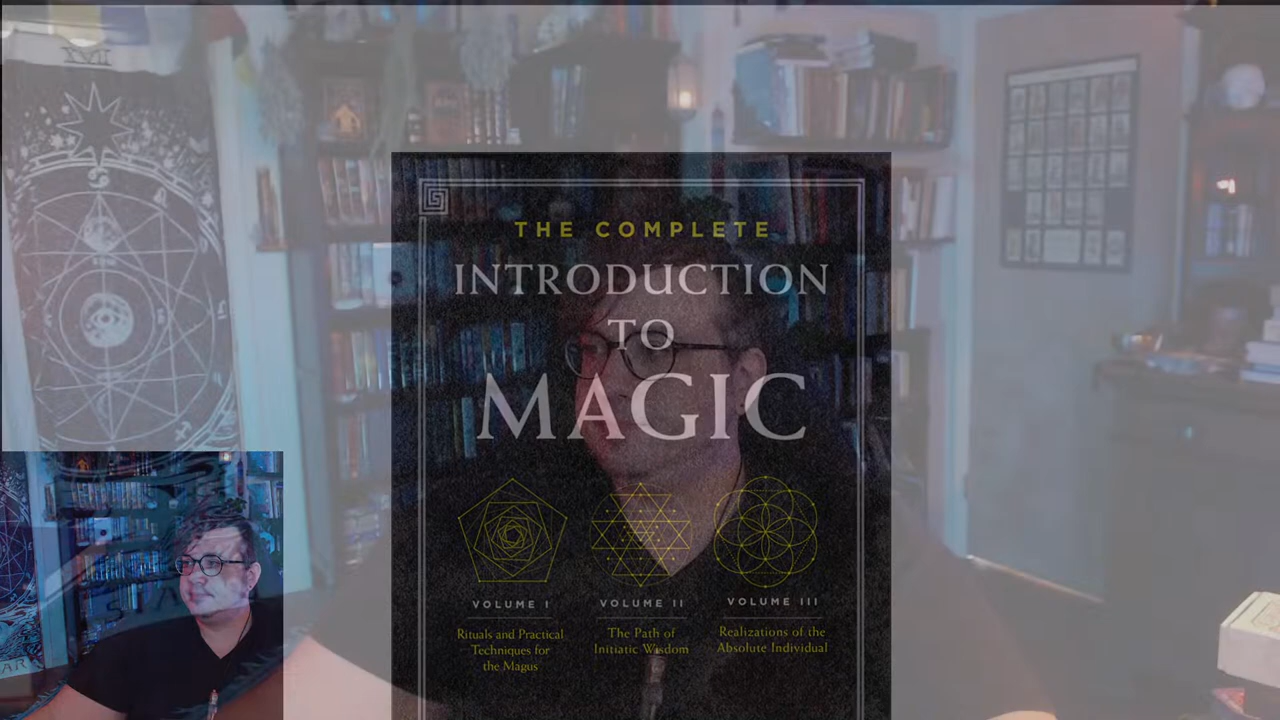 XVII
THE COMPLETE
INTRODUCTION
TO
MAGIC
VOLUME I
VOLUME II
VOLUME III
Rituals and Practical
Techniques for
the Magus
The Path of
Initiatic Wisdom
Realizations of the
Absolute Individual